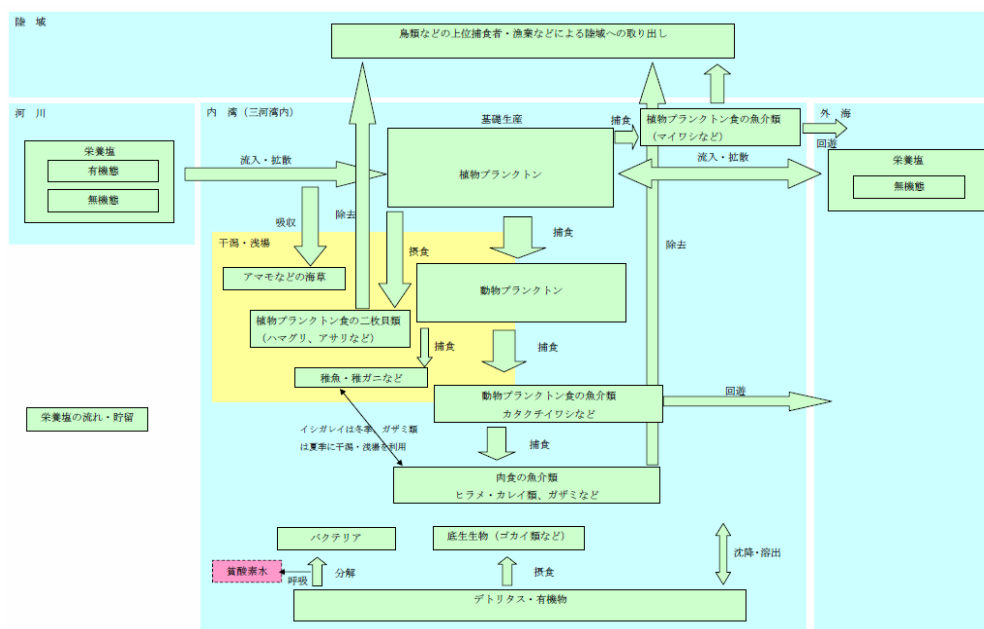 陸 域
鳥類などの上位捕食者・漁業などによる陸域への取り出し
河 川
内 湾（三河湾内）
基礎生産
捕食
植物プランクトン食の魚介類
（マイワシなど）
外 海
回遊
栄養塩
有機態
無機態
流入・拡散
植物プランクトン
流入・拡散
栄養塩
無機態
吸収
除去
摂食
捕食
除去
干潟・浅場
アマモなどの海草
動物プランクトン
植物プランクトン食の二枚貝類
（ハマグリ、アサリなど）
捕食
捕食
稚魚・稚ガニなど
動物プランクトン食の魚介類
カタクチイワシなど
回遊
栄養塩の流れ・貯留
イシガレイは冬季、ガザミ類
は夏季に干潟・浅場を利用
捕食
肉食の魚介類
ヒラメ・カレイ類、ガザミなど
バクテリア
底生生物（ゴカイ類など）
沈降・溶出
貧酸素水
呼吸
分解
摂食
デトリタス・有機物